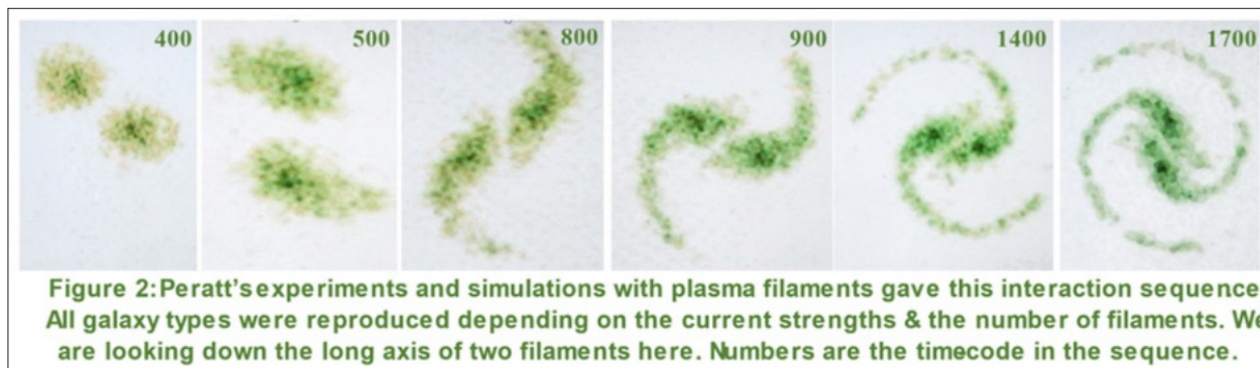 400 500 800 900 1400 1700
Figure 2:Peratt's experiments and simulations with plasma filaments gave this interaction sequence
All galaxy types were reproduced depending on the current strengths & the number of filaments. We
are looking down the long axis of two filaments here. Numbers are the timecode in the sequence.